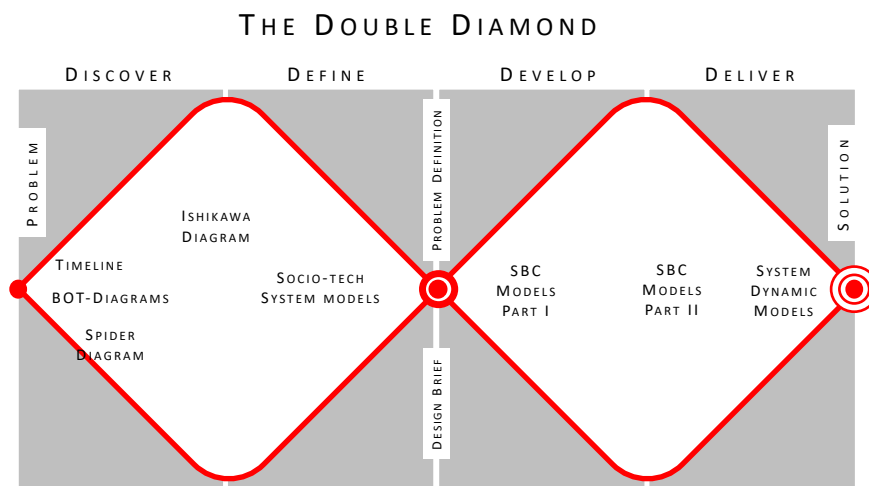 THE DOUBLE DIAMOND
DISCOVER
DEFINE
DEVELOP
DELIVER
PROBLEM
PROBLEM DEFINITION
SOLUTION
ISHIKAWA
DIAGRAM
TIMELINE
BOT-DIAGRAMS
SPIDER
DIAGRAM
SOCIO-TECH
SYSTEM MODELS
SBC
MODELS
PART I
SBC
MODELS
PART II
SYSTEM
DYNAMIC
MODELS
DESIGN BRIEF